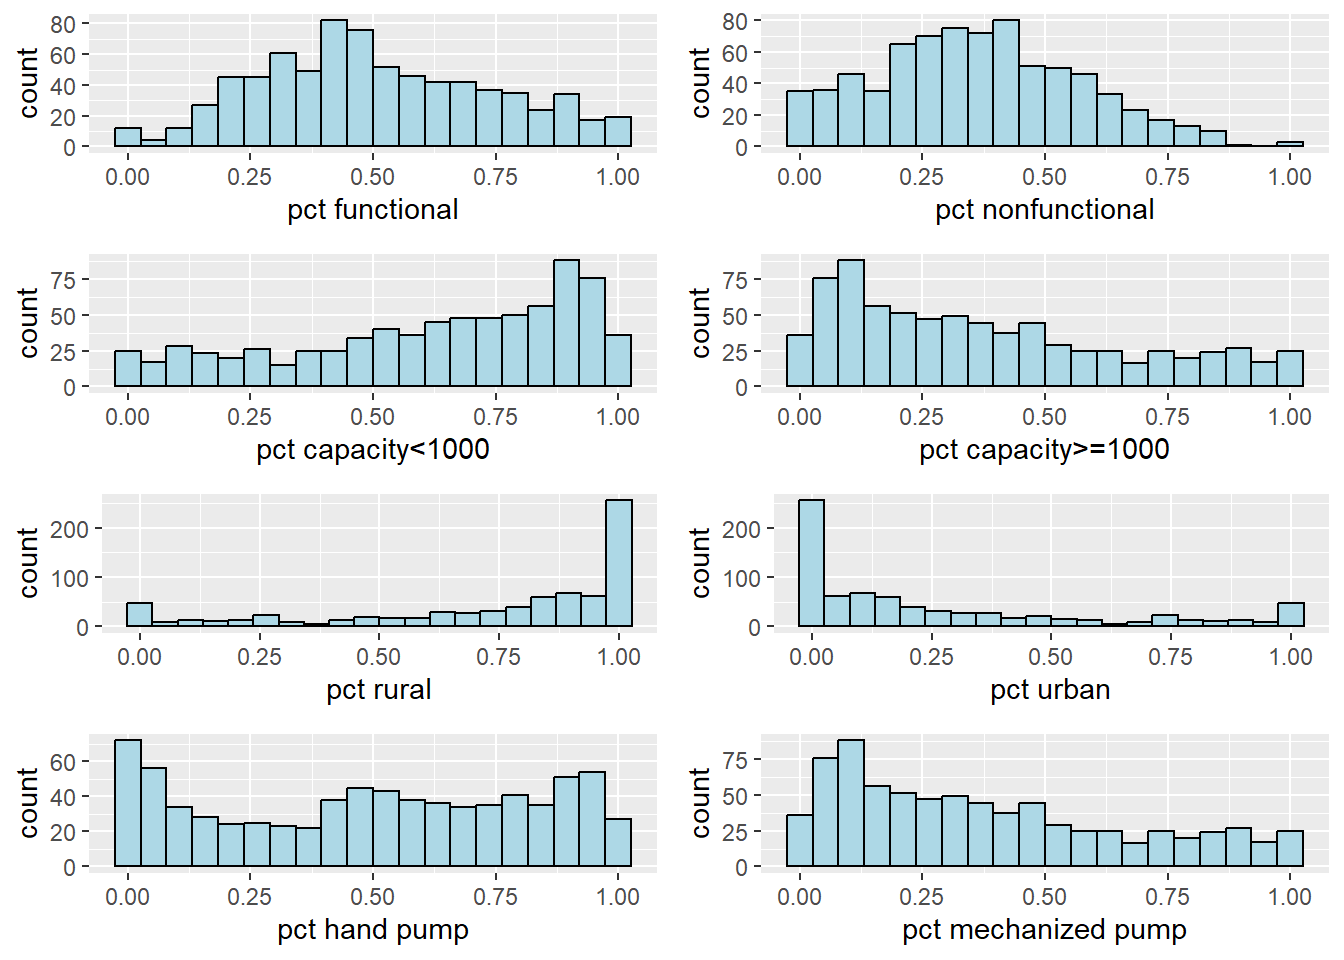 count
80
60
40
20
0
0.00 0.25 0.50 0.75 1.00
pct functional
count
80
60
40
20
0
0.00 0.25 0.50 0.75 1.00
pct nonfunctional
count
75
50
25
0
0.00 0.25 0.50 0.75 1.00
pct capacity<1000
count
75
50
25
0
0.00 0.25 0.50 0.75 1.00
pct capacity>=1000
count
200
100
0
0.00 0.25 0.50 0.75 1.00
pct rural
count
200
100
0
0.00 0.25 0.50 0.75 1.00
pct urban
count
60
40
20
0
0.00 0.25 0.50 0.75 1.00
pct hand pump
count
75
50
25
0
0.00 0.25 0.50 0.75 1.00
pct mechanized pump